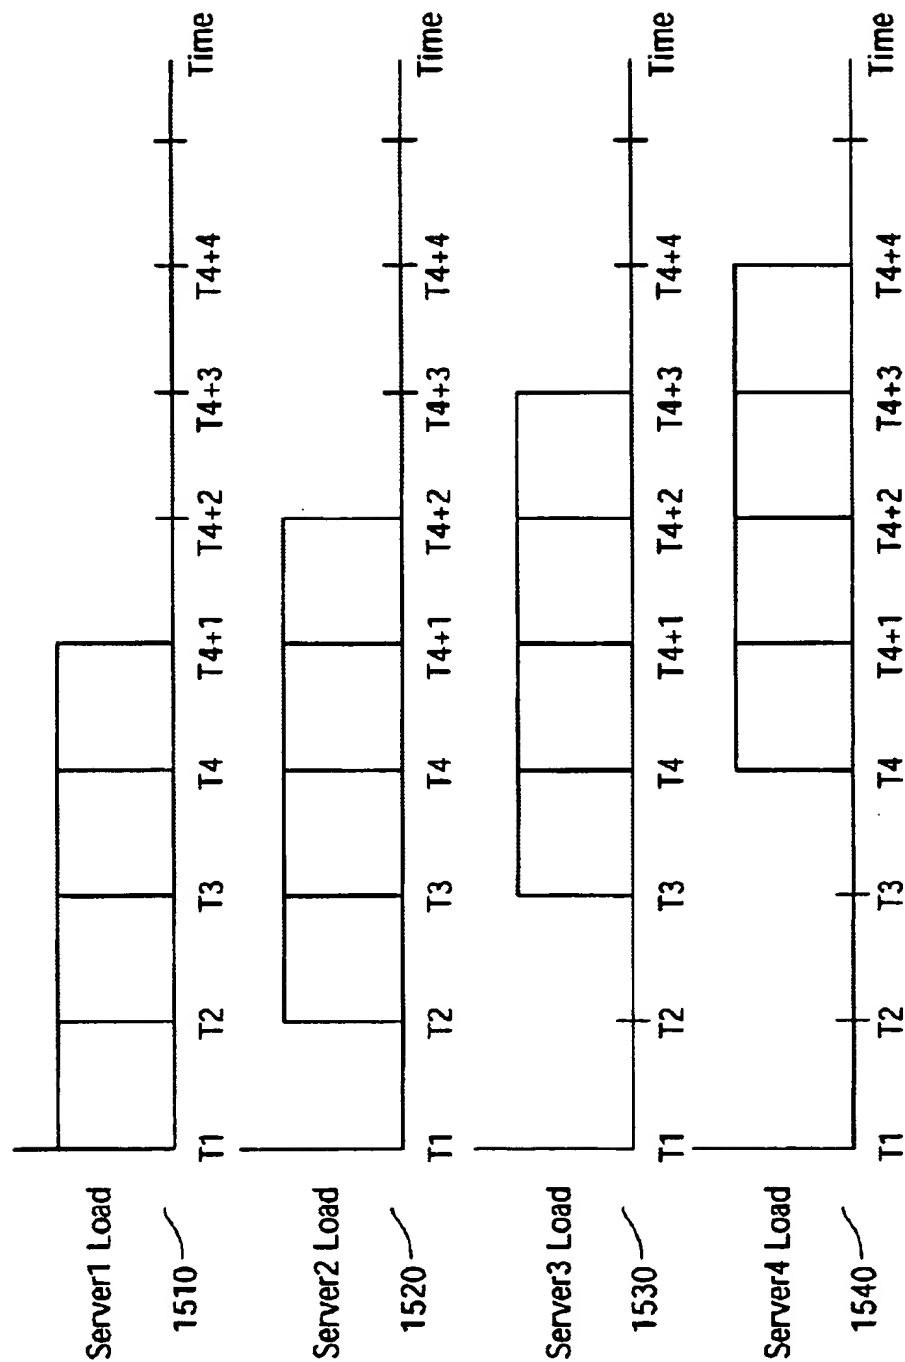 Server1 Load
1510
T1 T2 T3 T4 T4+1 T4+2 T4+3 T4+4 Time
Server2 Load
1520
T1 T2 T3 T4 T4+1 T4+2 T4+3 T4+4 Time
Server3 Load
1530
T1 T2 T3 T4 T4+1 T4+2 T4+3 T4+4 Time
Server4 Load
1540
T1 T2 T3 T4 T4+1 T4+2 T4+3 T4+4 Time